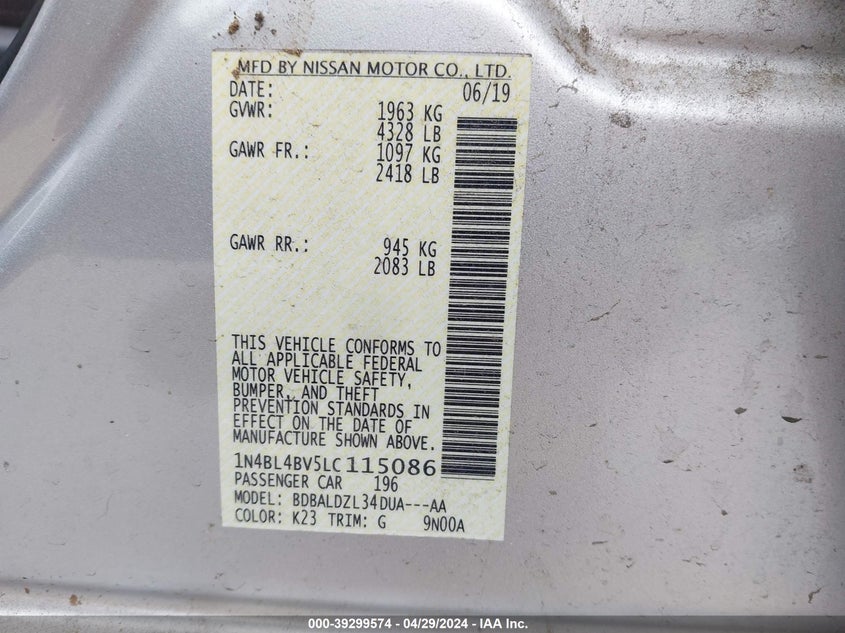 MFD BY NISSAN MOTOR CO., LTD.
DATE: 06/19
GVWR: 1963 KG
4328 LB
GAWR FR.: 1097 KG
2418 LB
GAWR RR.: 945 KG
2083 LB
THIS VEHICLE CONFORMS TO
ALL APPLICABLE FEDERAL
MOTOR VEHICLE SAFETY,
BUMPER, AND THEFT
PREVENTION STANDARDS IN
EFFECT ON THE DATE OF
MANUFACTURE SHOWN ABOVE.
1N4BL4BV5LC115086
PASSENGER CAR 196
MODEL: BDBALDZL34DUA---AA
COLOR: K23 TRIM: G 9N00A
000-39299574 - 04/29/2024 - IAA Inc.